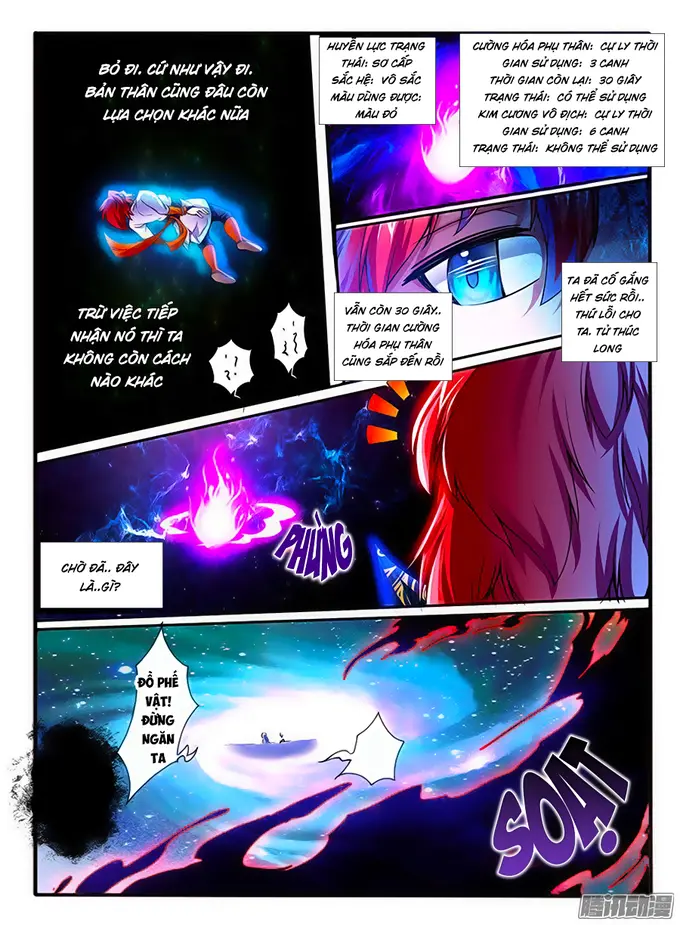 BỎ ĐI. CỨ NHƯ VẬY ĐI.
BẢN THÂN CŨNG ĐÂU CÒN
LỰA CHỌN KHÁC NỮA
HUYỄN LỰC TRẠNG
THÁI: SƠ CẤP
SẮC HỆ: VÔ SẮC
MÀU DÙNG ĐƯỢC:
MÀU ĐỎ
CƯỜNG HÓA PHỤ THÂN: CỰ LY THỜI
GIAN SỬ DỤNG: 3 CANH
THỜI GIAN CÒN LẠI: 30 GIÂY
TRẠNG THÁI: CÓ THỂ SỬ DỤNG
KIM CƯƠNG VÔ ĐỊCH: CỰ LY THỜI
GIAN SỬ DỤNG: 6 CANH
TRẠNG THÁI: KHÔNG THỂ SỬ DỤNG
TRỪ VIỆC TIẾP
NHẬN NÓ THÌ TA
KHÔNG CÒN CÁCH
NÀO KHÁC
VẪN CÒN 30 GIÂY..
THỜI GIAN CƯỜNG
HÓA PHỤ THÂN
CŨNG SẮP ĐẾN RỒI
TA ĐÃ CỐ GẮNG
HẾT SỨC RỒI..
THỨ LỖI CHO
TA. TỬ THÚC
LONG
CHỜ ĐÃ.. ĐÂY
LÀ..GÌ?
PHỪNG
ĐỒ PHẾ
VẬT!
ĐỪNG
NGĂN
TA
SOẠT
腾讯动漫